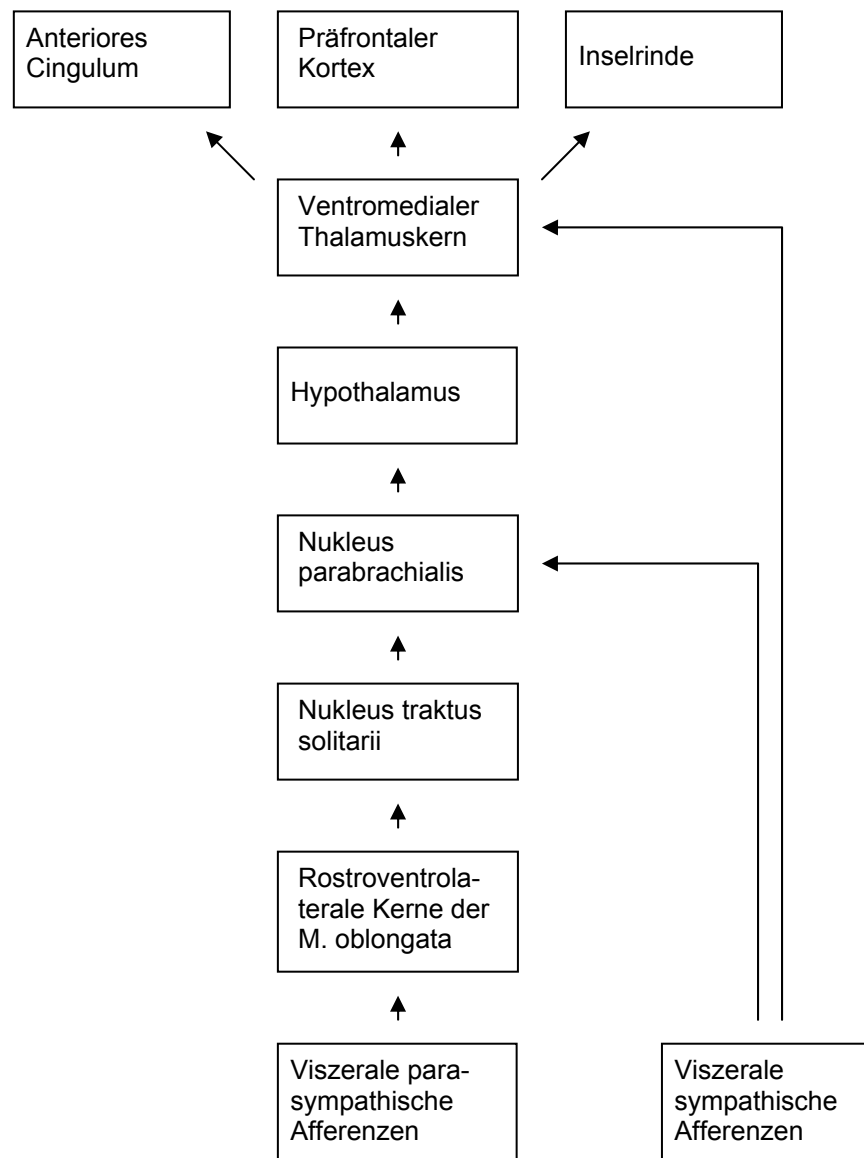 Anteriores
Cingulum
Präfrontaler
Kortex
Inselrinde
Ventromedialer
Thalamuskern
Hypothalamus
Nukleus
parabrachialis
Nukleus traktus
solitarii
Rostroventrola-
terale Kerne der
M. oblongata
Viszerale para-
sympathische
Afferenzen
Viszerale
sympathische
Afferenzen